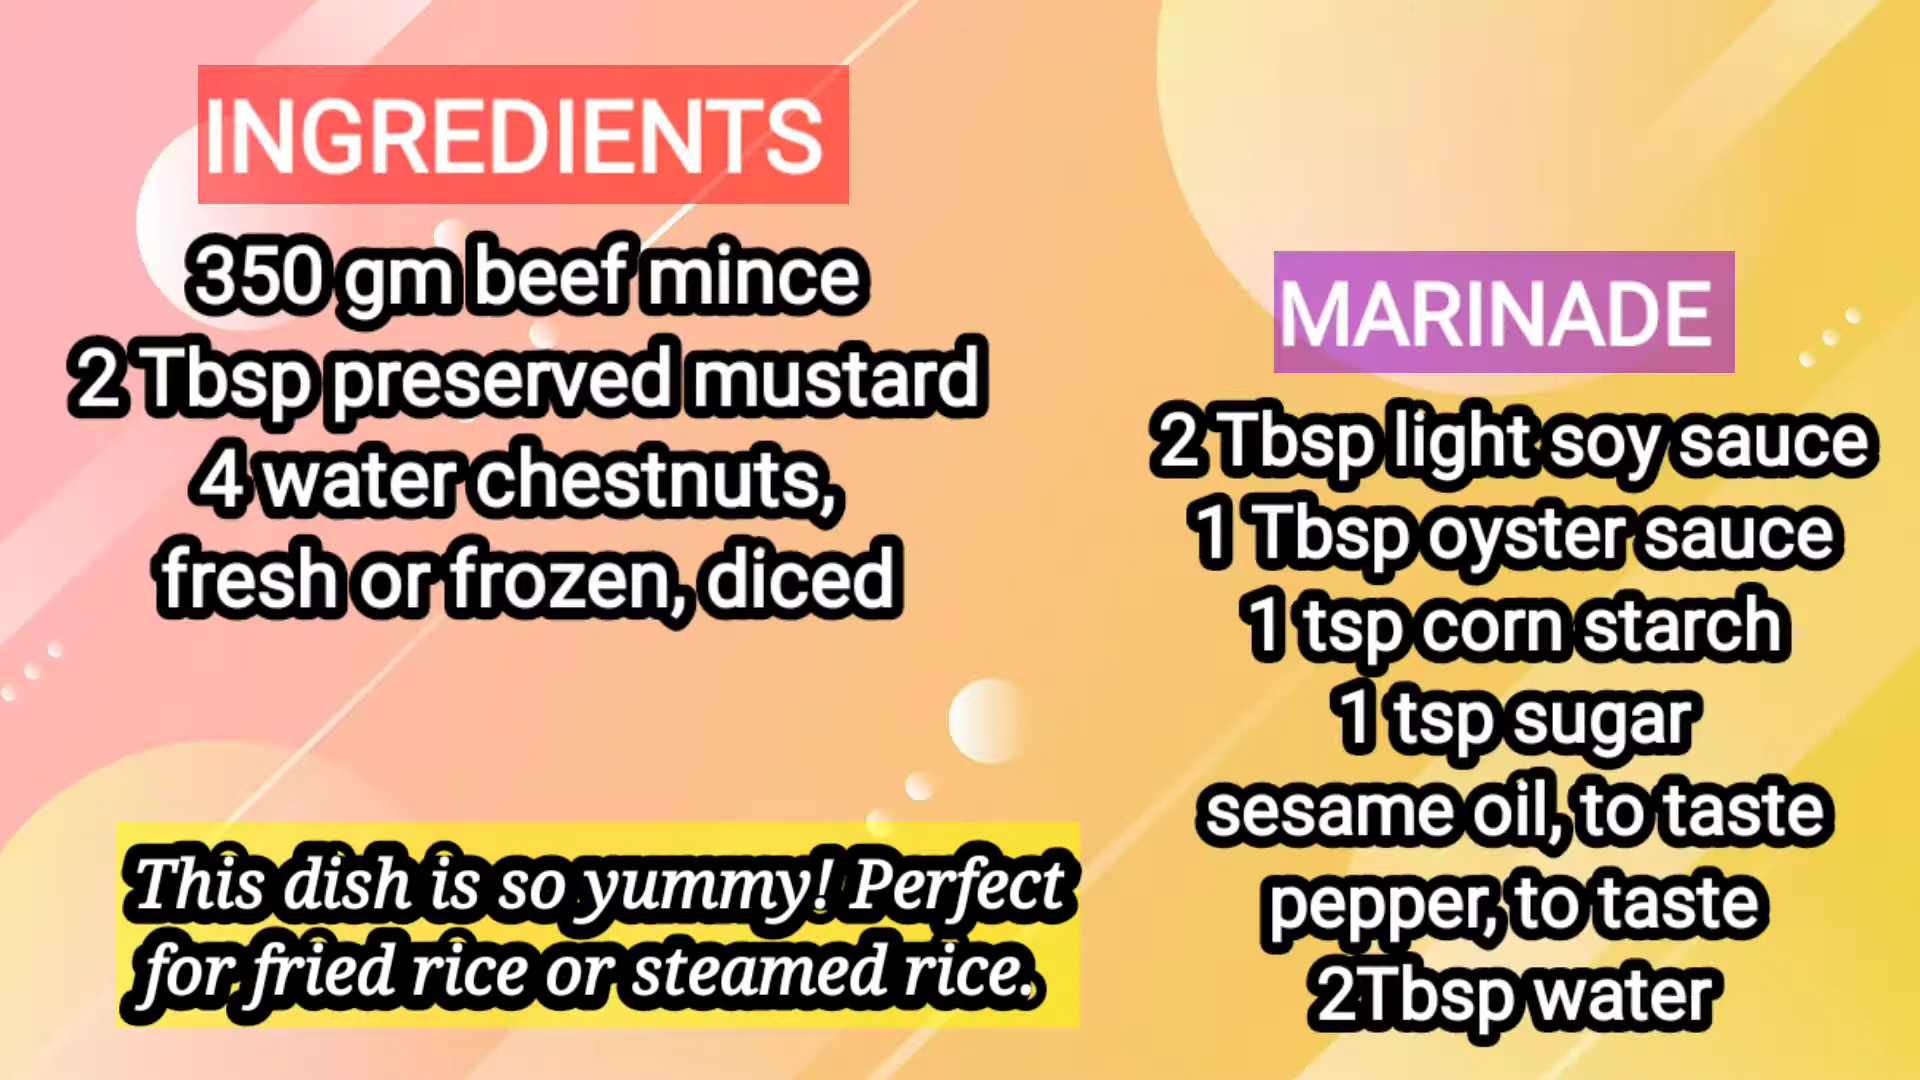 INGREDIENTS
350 gm beef mince
2 Tbsp preserved mustard
4 water chestnuts,
fresh or frozen, diced
This dish is so yummy! Perfect
for fried rice or steamed rice.
MARINADE
2 Tbsp light soy sauce
1 Tbsp oyster sauce
1 tsp corn starch
1 tsp sugar
sesame oil, to taste
pepper, to taste
2Tbsp water